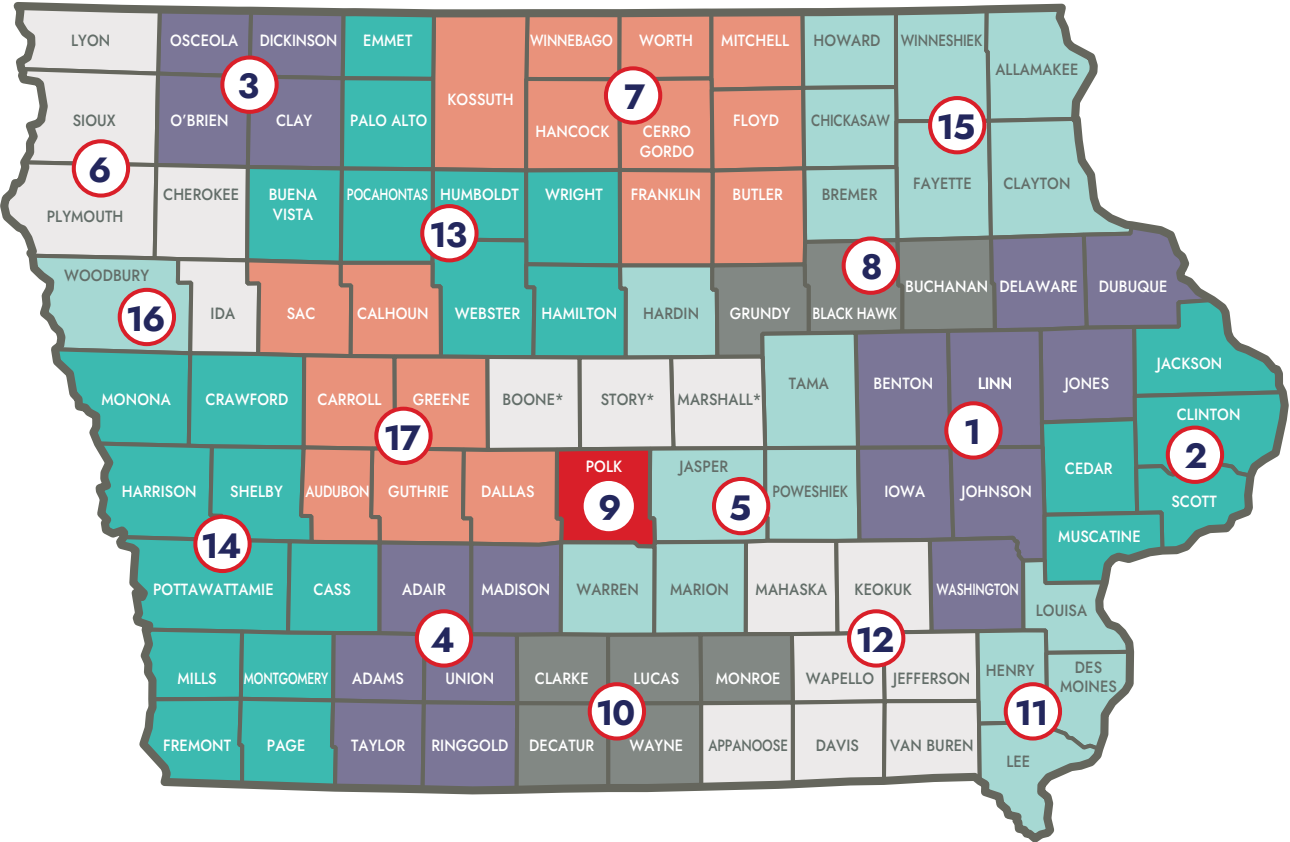 LYON
OSCEOLA
DICKINSON
EMMET
KOSSUTH
WINNEBAGO
WORTH
MITCHELL
HOWARD
WINNESHIEK
ALLAMAKEE
3
7
SIOUX
O'BRIEN
CLAY
PALO ALTO
HANCOCK
CERRO
GORDO
FLOYD
CHICKASAW
15
6
PLYMOUTH
CHEROKEE
BUENA
VISTA
POCAHONTAS
HUMBOLDT
WRIGHT
FRANKLIN
BUTLER
BREMER
FAYETTE
CLAYTON
13
8
WOODBURY
16
IDA
SAC
CALHOUN
WEBSTER
HAMILTON
HARDIN
GRUNDY
BLACK HAWK
BUCHANAN
DELAWARE
DUBUQUE
MONONA
CRAWFORD
CARROLL
GREENE
BOONE*
STORY*
MARSHALL*
TAMA
BENTON
LINN
JONES
JACKSON
CLINTON
17
1
2
HARRISON
SHELBY
AUDUBON
GUTHRIE
DALLAS
POLK
9
JASPER
5
POWESHIEK
IOWA
JOHNSON
CEDAR
SCOTT
MUSCATINE
14
POTTAWATTAMIE
CASS
ADAIR
MADISON
WARREN
MARION
MAHASKA
KEOKUK
WASHINGTON
LOUISA
4
12
MILLS
MONTGOMERY
ADAMS
UNION
CLARKE
LUCAS
MONROE
WAPELLO
JEFFERSON
HENRY
DES
MOINES
10
11
FREMONT
PAGE
TAYLOR
RINGGOLD
DECATUR
WAYNE
APPANOOSE
DAVIS
VAN BUREN
LEE